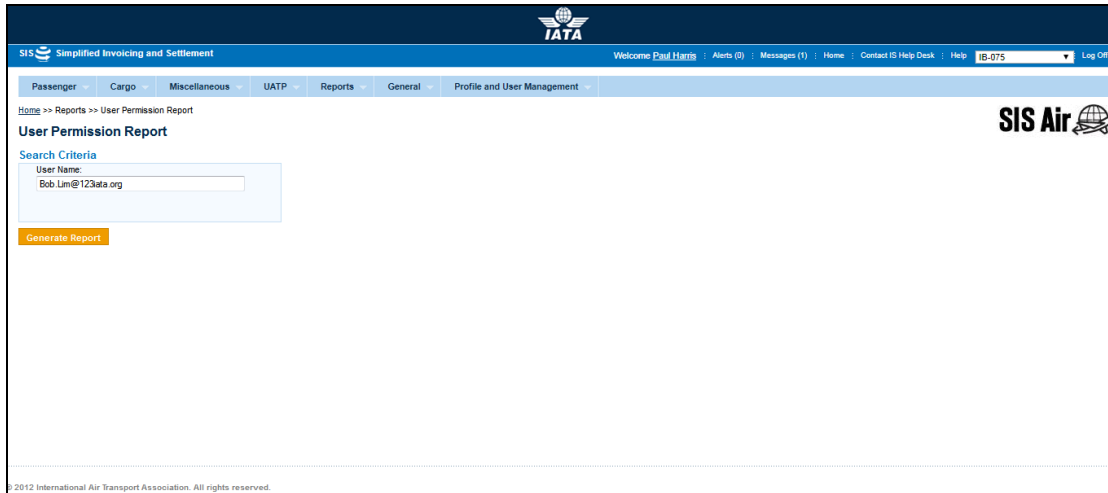 IATA
SIS Simplified Invoicing and Settlement
Welcome Paul Harris : Alerts (0) : Messages (1) : Home : Contact IS Help Desk : Help IB-075 Log Off
Passenger Cargo Miscellaneous UATP Reports General Profile and User Management
Home >> Reports >> User Permission Report
SIS Air
User Permission Report
Search Criteria
User Name:
Bob.Lim@123iata.org
Generate Report
© 2012 International Air Transport Association. All rights reserved.